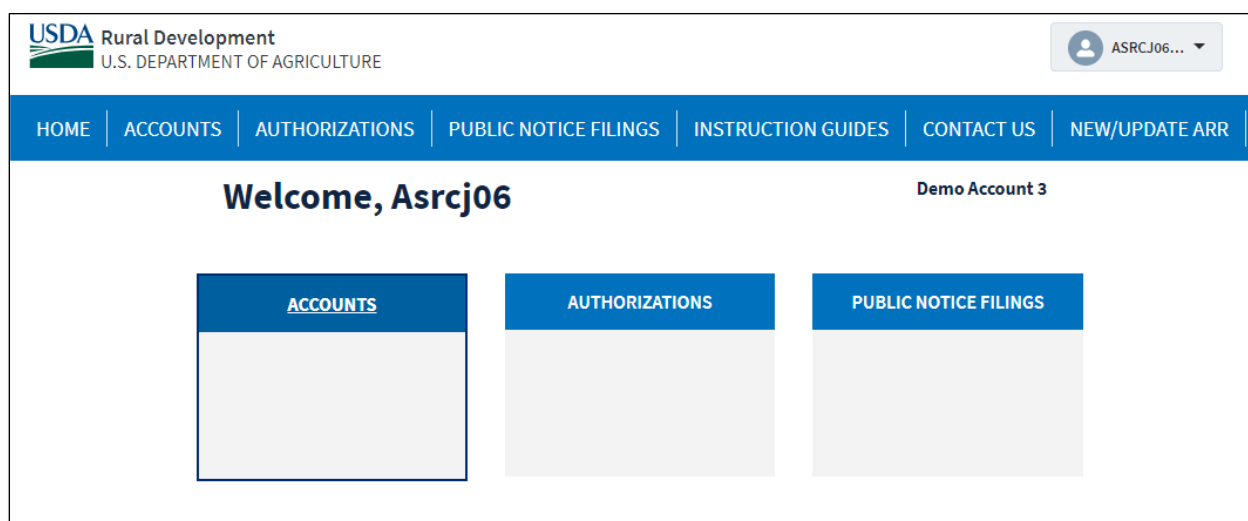 USDA Rural Development
U.S. DEPARTMENT OF AGRICULTURE
ASRCJ06...
HOME ACCOUNTS AUTHORIZATIONS PUBLIC NOTICE FILINGS INSTRUCTION GUIDES CONTACT US NEW/UPDATE ARR
Welcome, Asrcj06
Demo Account 3
ACCOUNTS AUTHORIZATIONS PUBLIC NOTICE FILINGS